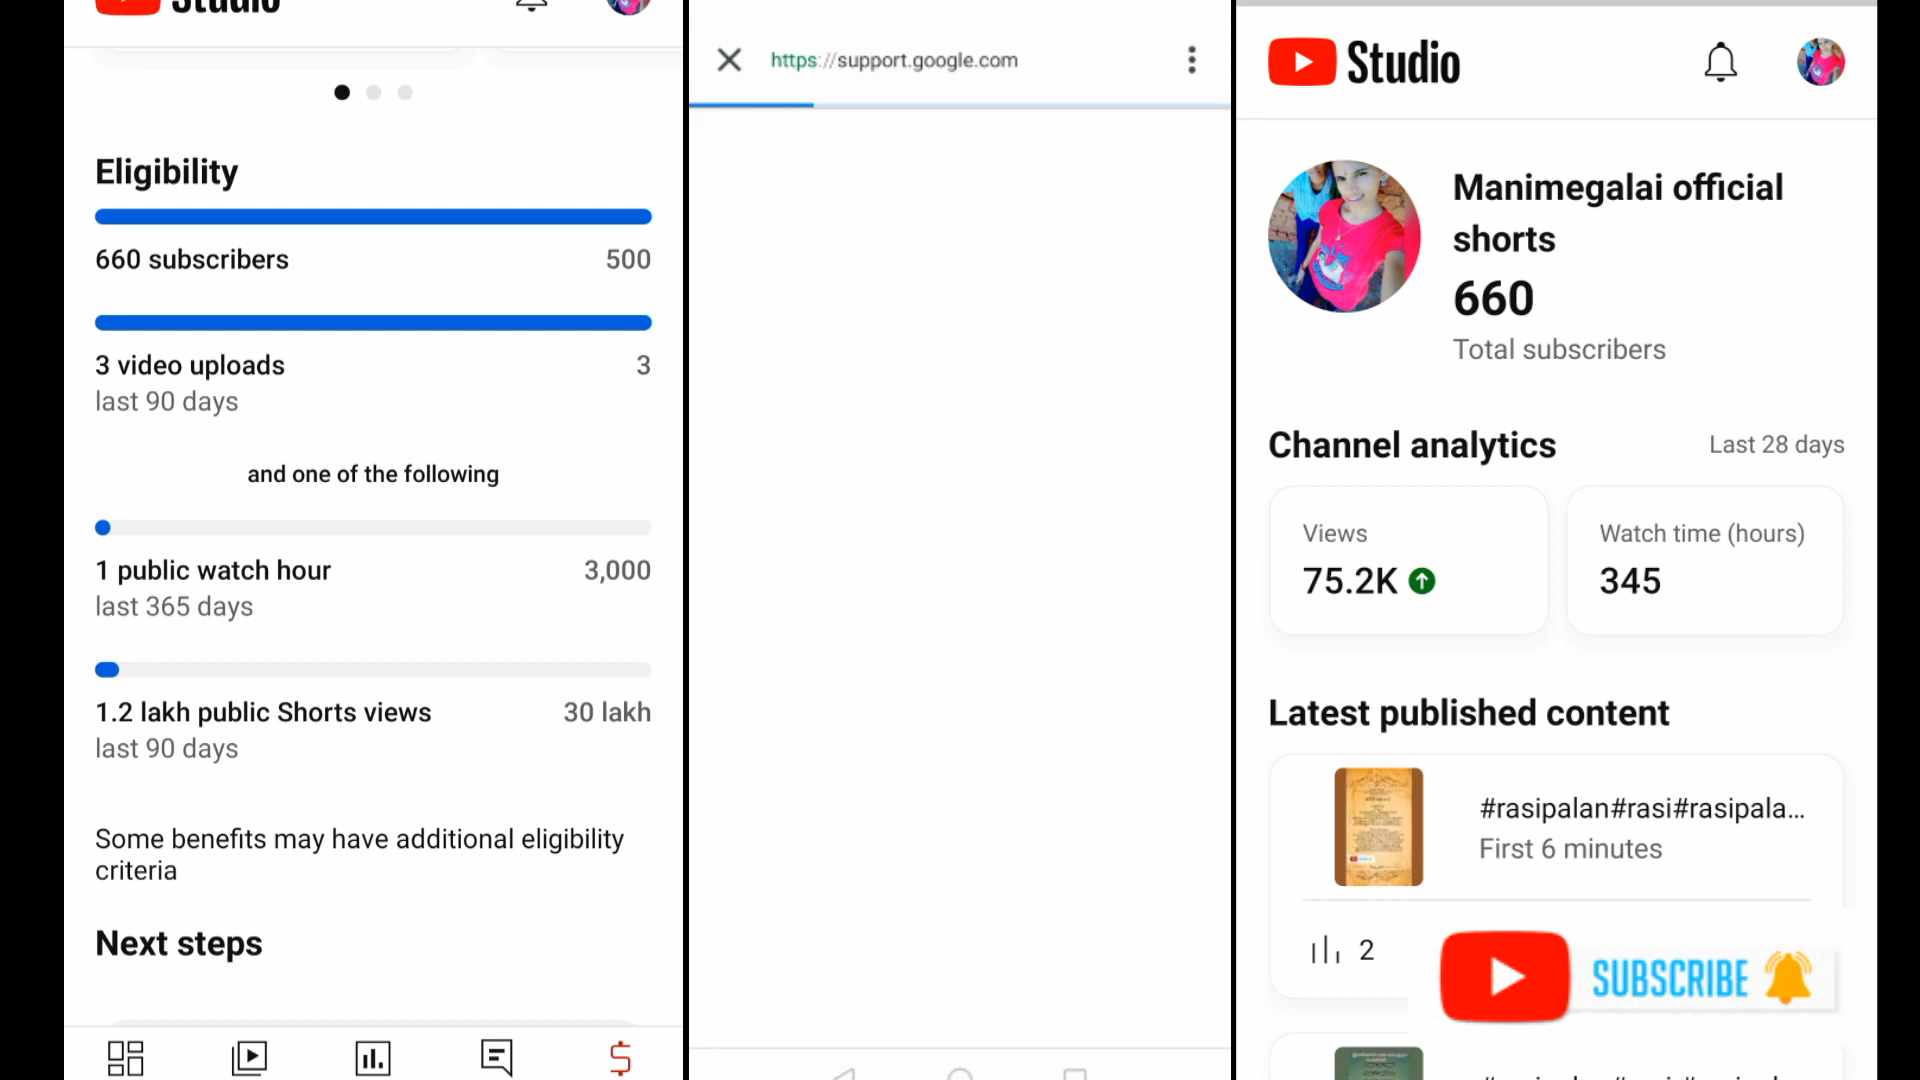 Studio
Eligibility
660 subscribers 500
3 video uploads 3
last 90 days
and one of the following
1 public watch hour 3,000
last 365 days
1.2 lakh public Shorts views 30 lakh
last 90 days
Some benefits may have additional eligibility
criteria
Next steps
https://support.google.com
Studio
Manimegalai official
shorts
660
Total subscribers
Channel analytics Last 28 days
Views
75.2K
Watch time (hours)
345
Latest published content
#rasipalan#rasi#rasipala...
First 6 minutes
2
SUBSCRIBE